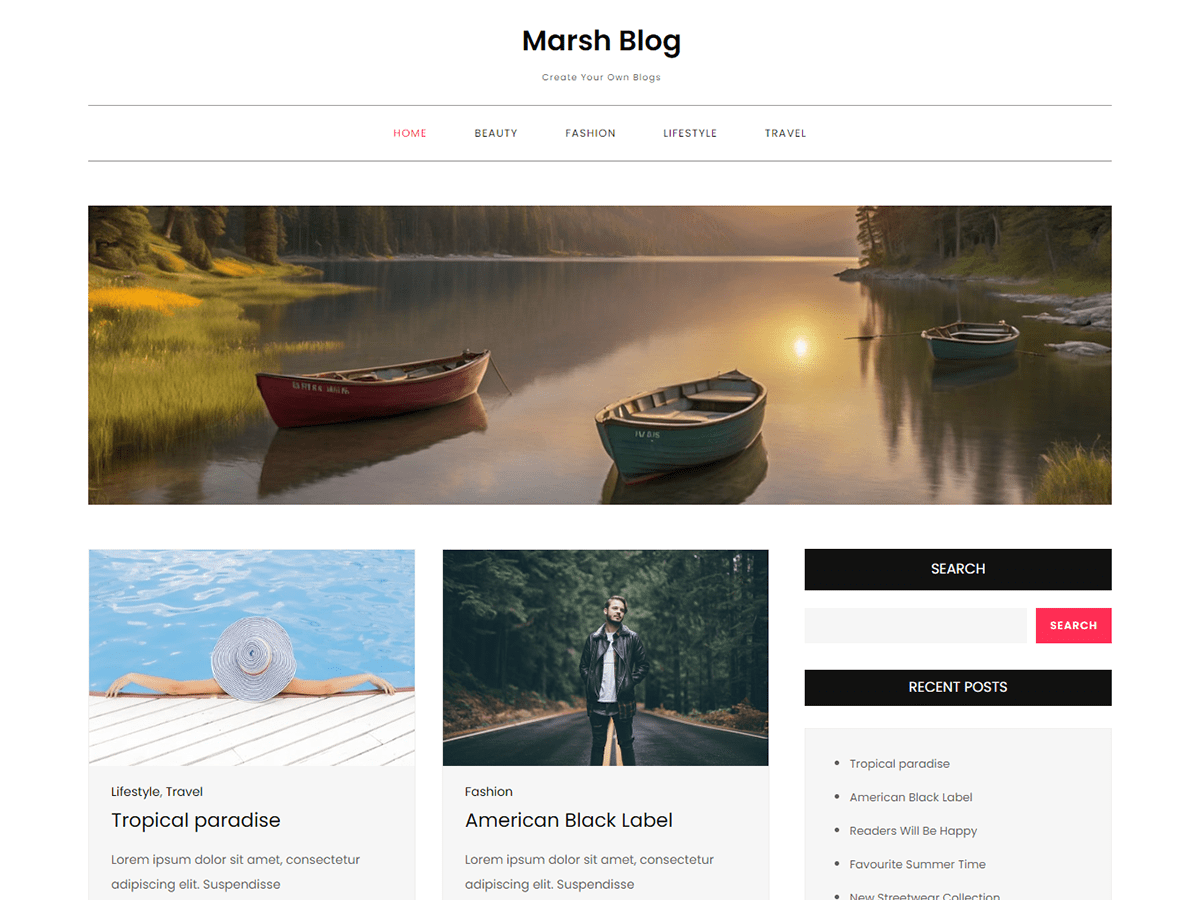 Marsh Blog
Create Your Own Blogs
HOME BEAUTY FASHION LIFESTYLE TRAVEL
Lifestyle, Travel
Tropical paradise
Lorem ipsum dolor sit amet, consectetur
adipiscing elit. Suspendisse
Fashion
American Black Label
Lorem ipsum dolor sit amet, consectetur
adipiscing elit. Suspendisse
SEARCH
SEARCH
RECENT POSTS
Tropical paradise
American Black Label
Readers Will Be Happy
Favourite Summer Time
New Streetwear Collection